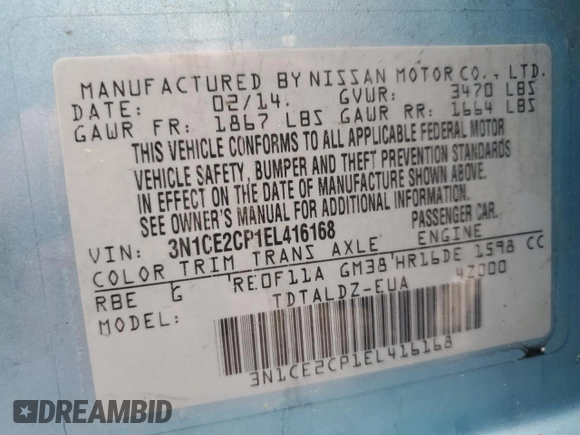 MANUFACTURED BY NISSAN MOTOR CO., LTD.
DATE: 02/14. GVWR: 3470 LBS
GAWR FR: 1867 LBS GAWR RR: 1664 LBS
THIS VEHICLE CONFORMS TO ALL APPLICABLE FEDERAL MOTOR
VEHICLE SAFETY, BUMPER AND THEFT PREVENTION STANDARDS
IN EFFECT ON THE DATE OF MANUFACTURE SHOWN ABOVE.
SEE OWNER'S MANUAL FOR ADDITIONAL INFORMATION.
VIN: 3N1CE2CP1EL416168 PASSENGER CAR.
COLOR TRIM TRANS AXLE ENGINE
RBE G RE0F11A GM38 HR16DE 1598 CC
MODEL: TDTALDZ-EUA 4Z000
3N1CE2CP1EL416168
DREAMBID